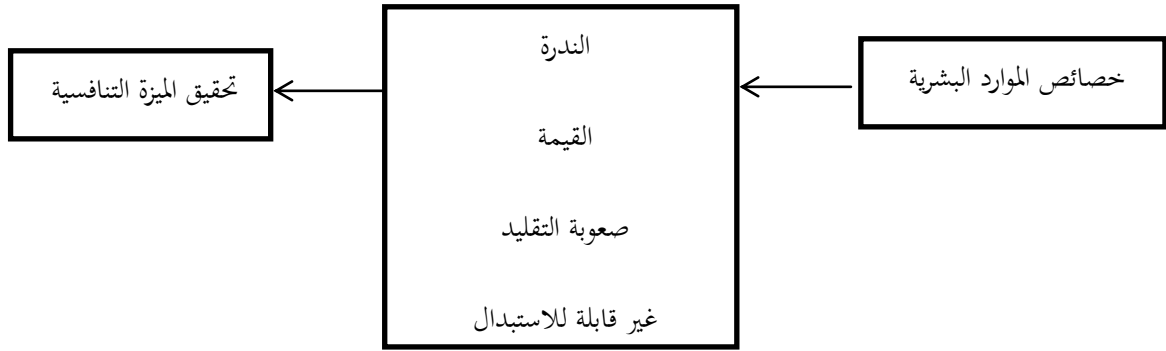 خصائص الموارد البشرية
الندرة
القيمة
صعوبة التقليد
غير قابلة للاستبدال
تحقيق الميزة التنافسية